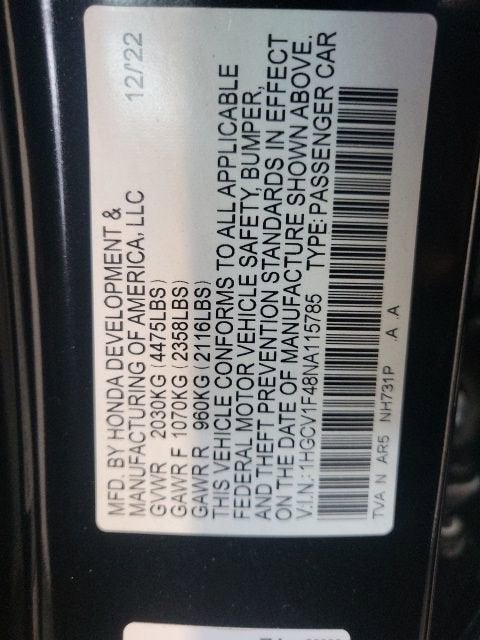 12/22
MFD. BY HONDA DEVELOPMENT &
MANUFACTURING OF AMERICA, LLC
GVWR 2030KG (4475LBS)
GAWR F 1070KG (2358LBS)
GAWR R 960KG (2116LBS)
THIS VEHICLE CONFORMS TO ALL APPLICABLE
FEDERAL MOTOR VEHICLE SAFETY, BUMPER,
AND THEFT PREVENTION STANDARDS IN EFFECT
ON THE DATE OF MANUFACTURE SHOWN ABOVE.
V.I.N.: 1HGCV1F48NA115785 TYPE: PASSENGER CAR
TVA N AR5 NH731P .A .A